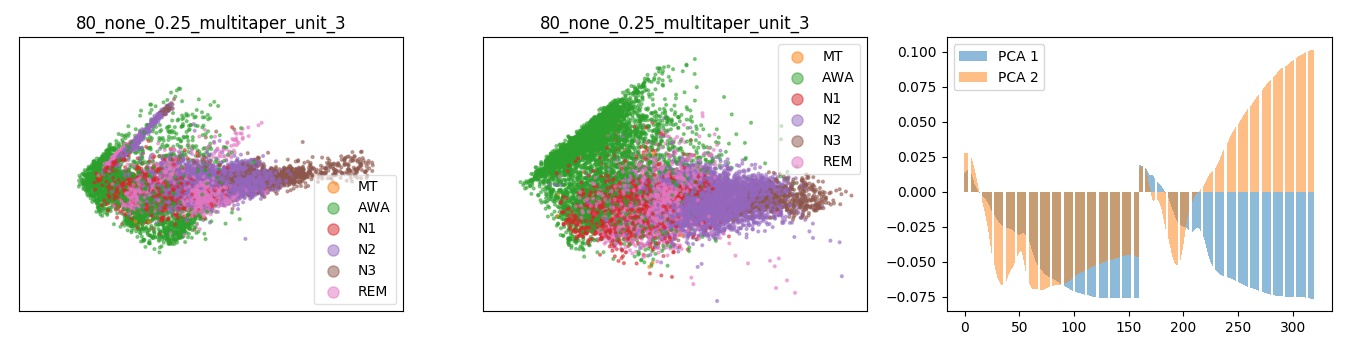 80_none_0.25_multitaper_unit_3
MT
AWA
N1
N2
N3
REM
80_none_0.25_multitaper_unit_3
MT
AWA
N1
N2
N3
REM
PCA 1
PCA 2
0.100
0.075
0.050
0.025
0.000
−0.025
−0.050
−0.075
0 50 100 150 200 250 300